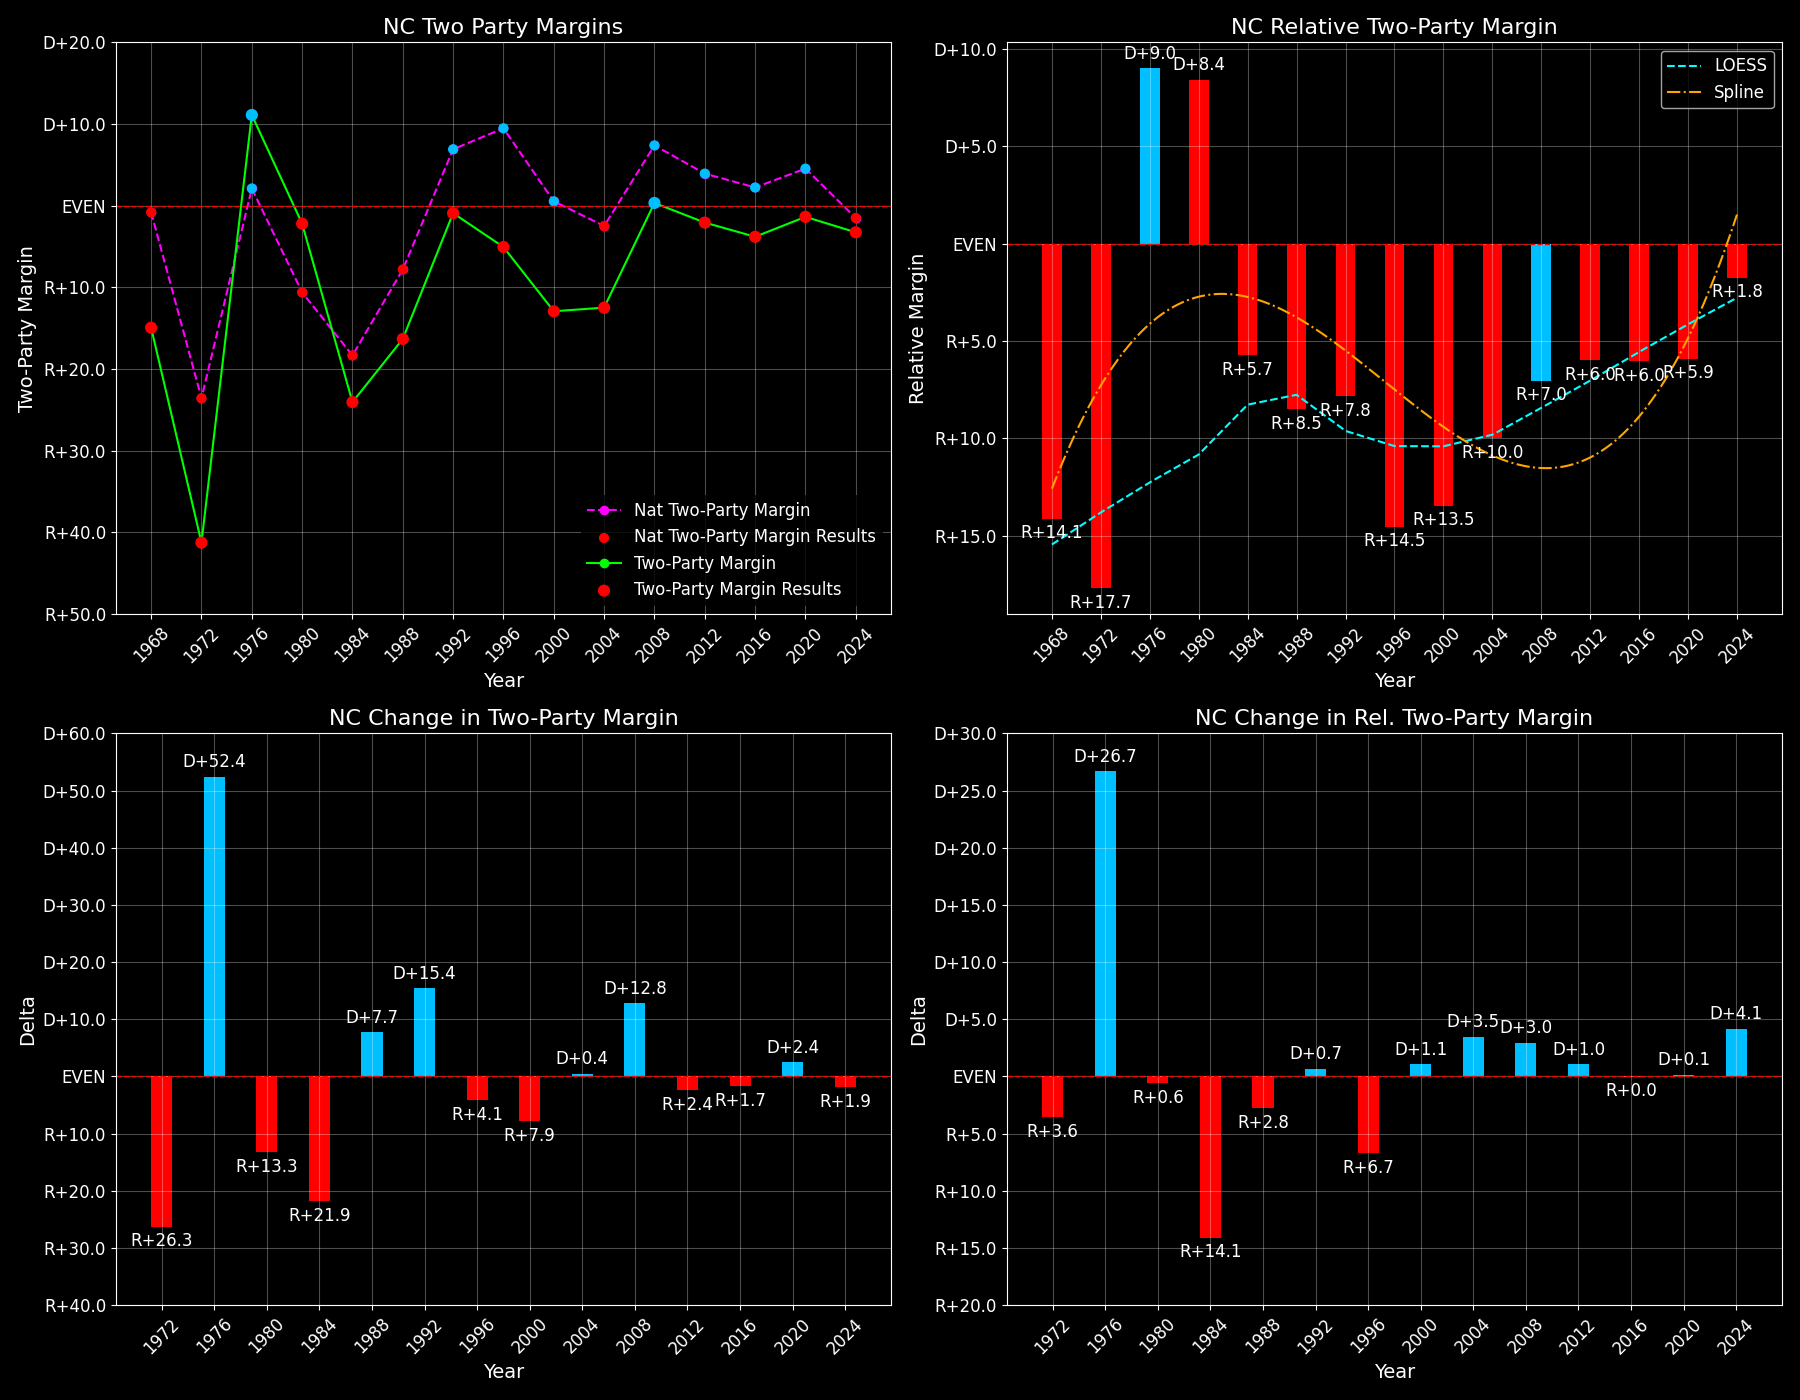 NC Two Party Margins
D+20.0
D+10.0
EVEN
R+10.0
R+20.0
R+30.0
R+40.0
R+50.0
Two-Party Margin
Nat Two-Party Margin
Nat Two-Party Margin Results
Two-Party Margin
Two-Party Margin Results
1968
1972
1976
1980
1984
1988
1992
1996
2000
2004
2008
2012
2016
2020
2024
Year
NC Relative Two-Party Margin
D+10.0
D+5.0
EVEN
R+5.0
R+10.0
R+15.0
Relative Margin
LOESS
Spline
R+14.1
R+17.7
D+9.0
D+8.4
R+5.7
R+8.5
R+7.8
R+14.5
R+13.5
R+10.0
R+7.0
R+6.0
R+6.0
R+5.9
R+1.8
1968
1972
1976
1980
1984
1988
1992
1996
2000
2004
2008
2012
2016
2020
2024
Year
NC Change in Two-Party Margin
D+60.0
D+50.0
D+40.0
D+30.0
D+20.0
D+10.0
EVEN
R+10.0
R+20.0
R+30.0
R+40.0
Delta
R+26.3
D+52.4
R+13.3
R+21.9
D+7.7
D+15.4
R+4.1
R+7.9
D+0.4
D+12.8
R+2.4
R+1.7
D+2.4
R+1.9
1972
1976
1980
1984
1988
1992
1996
2000
2004
2008
2012
2016
2020
2024
Year
NC Change in Rel. Two-Party Margin
D+30.0
D+25.0
D+20.0
D+15.0
D+10.0
D+5.0
EVEN
R+5.0
R+10.0
R+15.0
R+20.0
Delta
R+3.6
D+26.7
R+0.6
R+14.1
R+2.8
D+0.7
R+6.7
D+1.1
D+3.5
D+3.0
D+1.0
R+0.0
D+0.1
D+4.1
1972
1976
1980
1984
1988
1992
1996
2000
2004
2008
2012
2016
2020
2024
Year